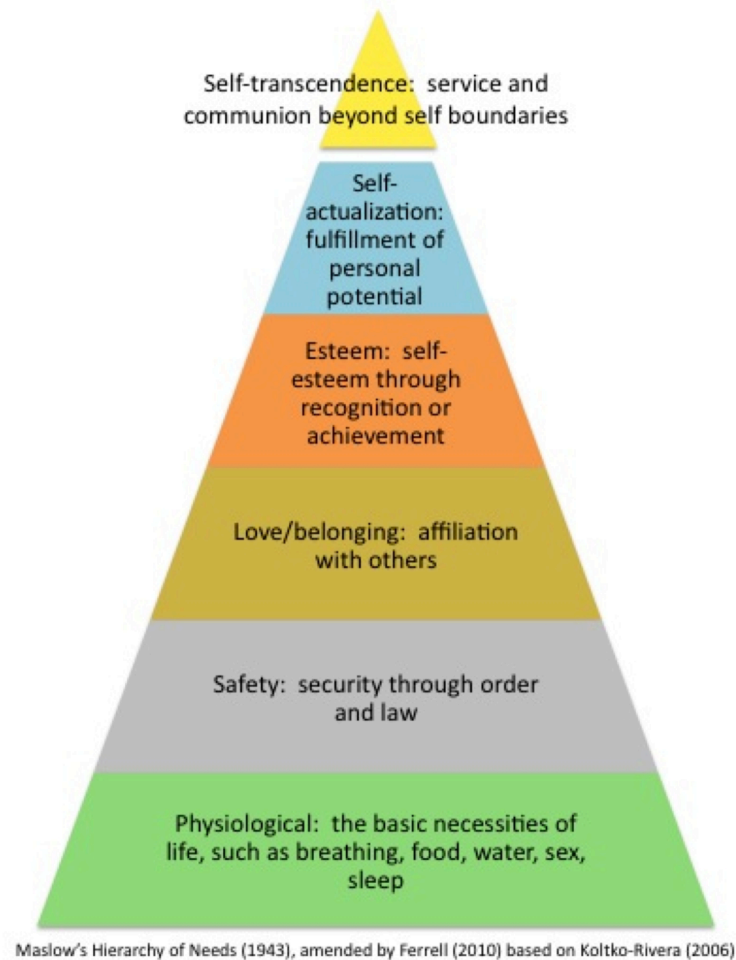 Self-transcendence: service and
communion beyond self boundaries
Self-
actualization:
fulfillment of
personal
potential
Esteem: self-
esteem through
recognition or
achievement
Love/belonging: affiliation
with others
Safety: security through order
and law
Physiological: the basic necessities of
life, such as breathing, food, water, sex,
sleep
Maslow's Hierarchy of Needs (1943), amended by Ferrell (2010) based on Koltko-Rivera (2006)